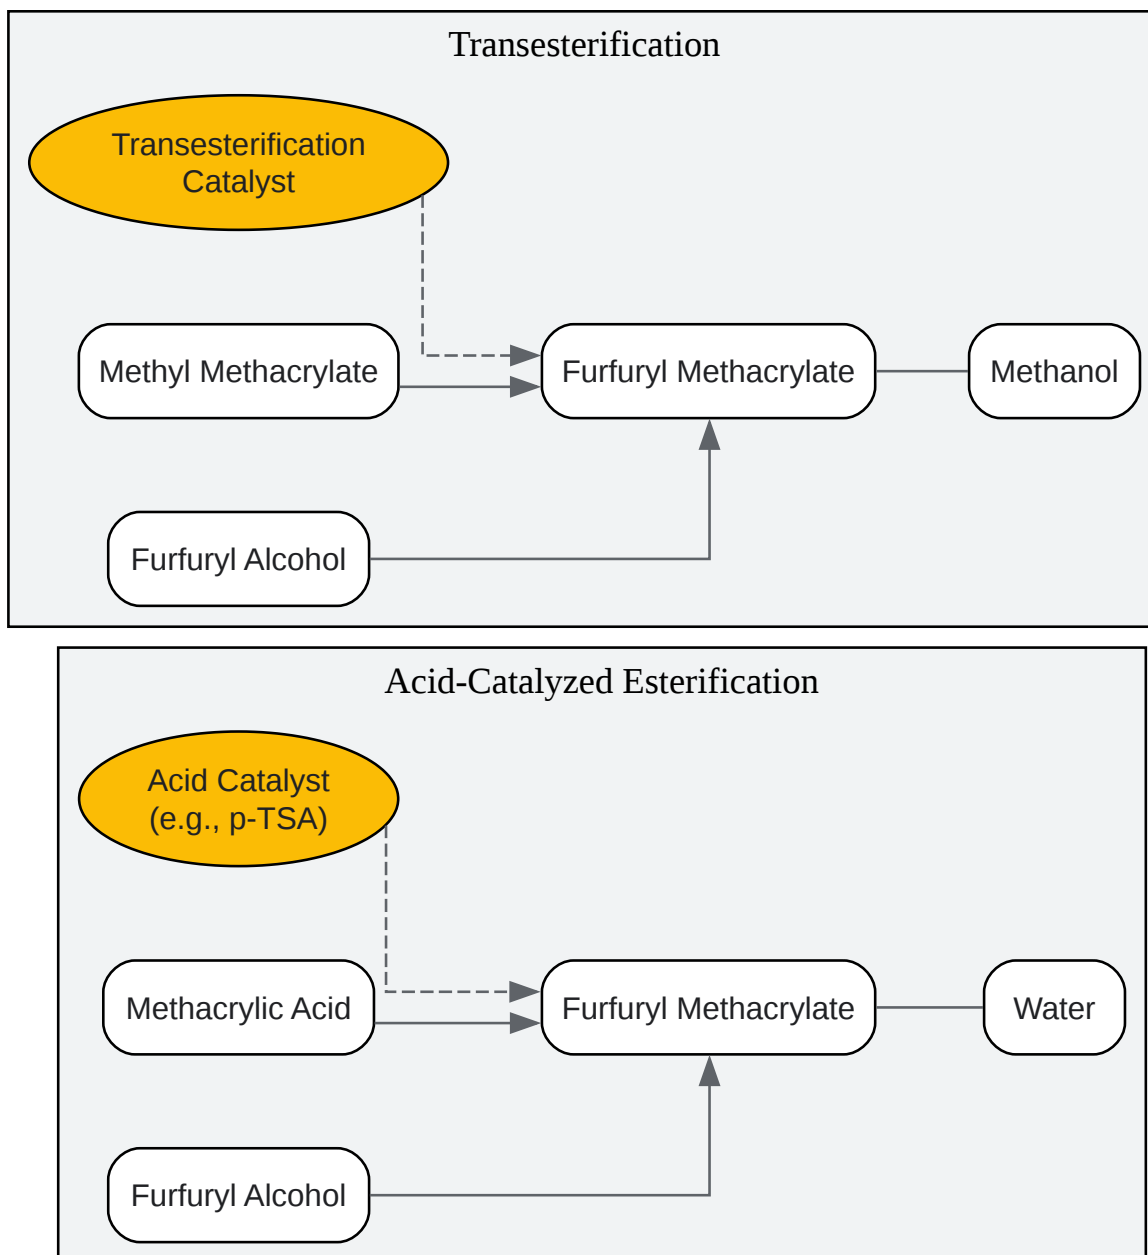 Transesterification
Transesterification
Catalyst
Methyl Methacrylate
Furfuryl Methacrylate
Methanol
Furfuryl Alcohol
Acid-Catalyzed Esterification
Acid Catalyst
(e.g., p-TSA)
Methacrylic Acid
Furfuryl Methacrylate
Water
Furfuryl Alcohol